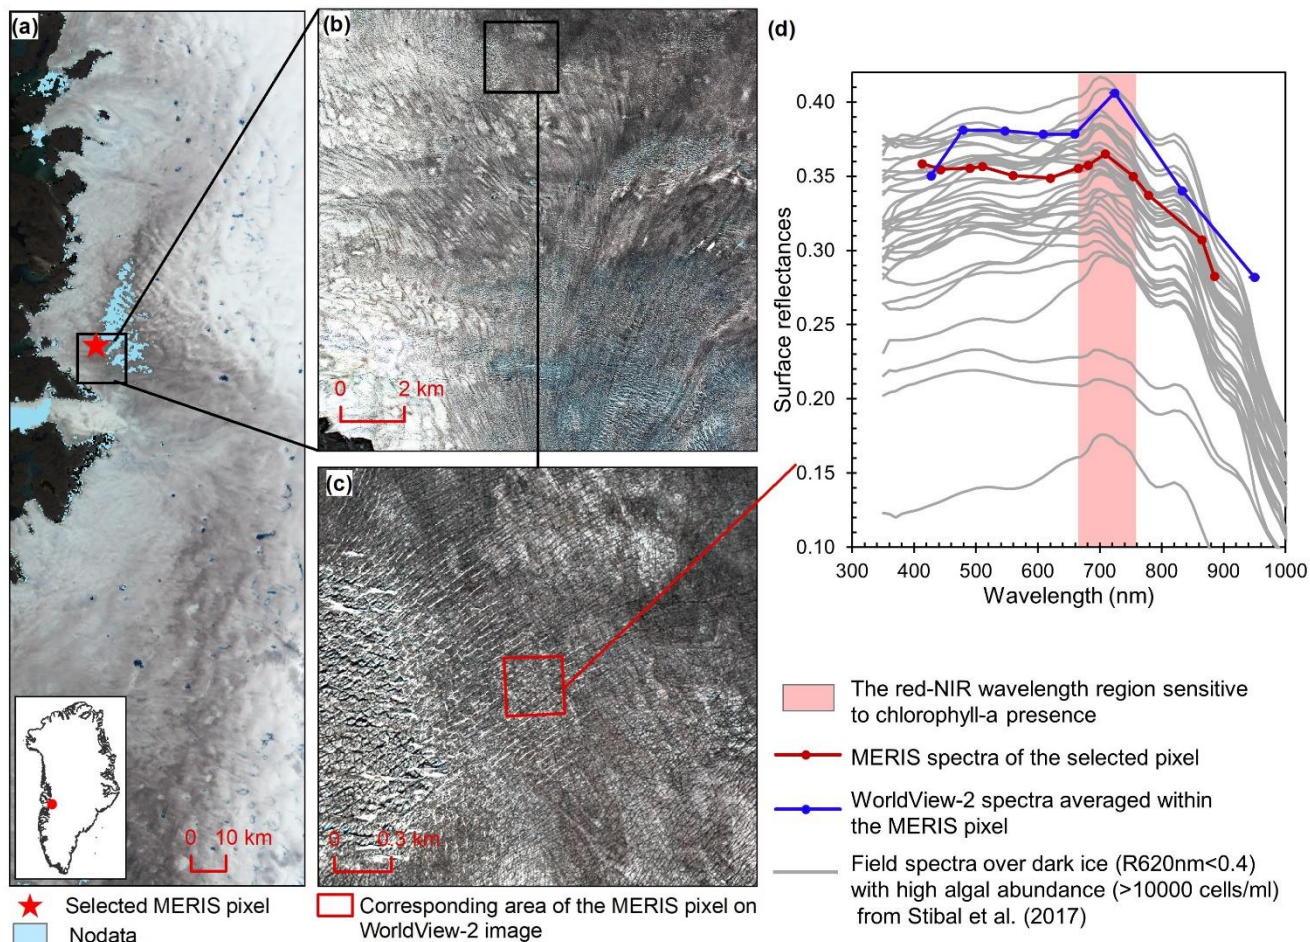 (a)
(b)
(d)
0 2 km
(c)
0 0.3 km
0 10 km
Surface reflectances
0.40
0.35
0.30
0.25
0.20
0.15
0.10
300 400 500 600 700 800 900 1000
Wavelength (nm)
The red-NIR wavelength region sensitive
to chlorophyll-a presence
MERIS spectra of the selected pixel
WorldView-2 spectra averaged within
the MERIS pixel
Field spectra over dark ice (R620nm<0.4)
with high algal abundance (>10000 cells/ml)
from Stibal et al. (2017)
Selected MERIS pixel
Nodata
Corresponding area of the MERIS pixel on
WorldView-2 image